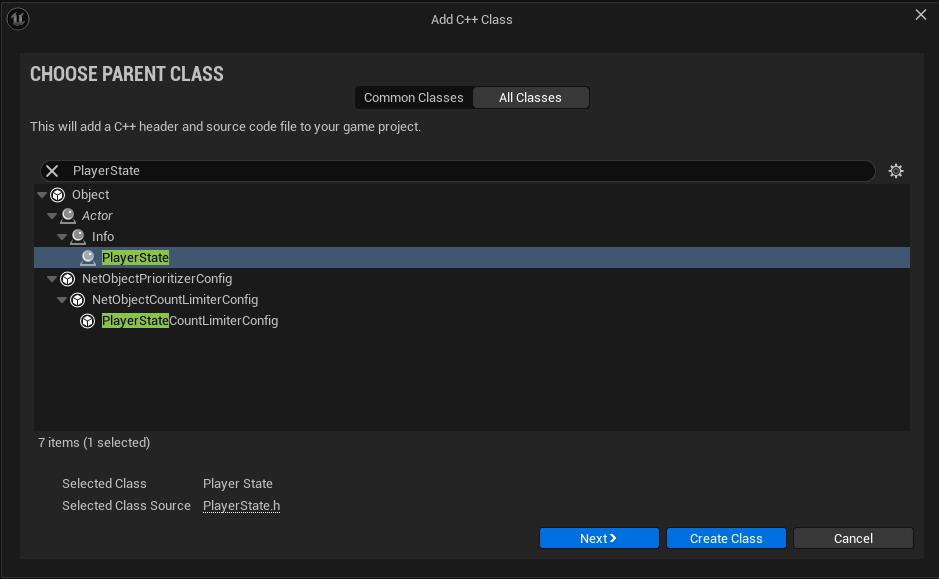 Add C++ Class
CHOOSE PARENT CLASS
Common Classes All Classes
This will add a C++ header and source code file to your game project.
PlayerState
Object
Actor
Info
PlayerState
NetObjectPrioritizerConfig
NetObjectCountLimiterConfig
PlayerStateCountLimiterConfig
7 items (1 selected)
Selected Class Player State
Selected Class Source PlayerState.h
Next Create Class Cancel